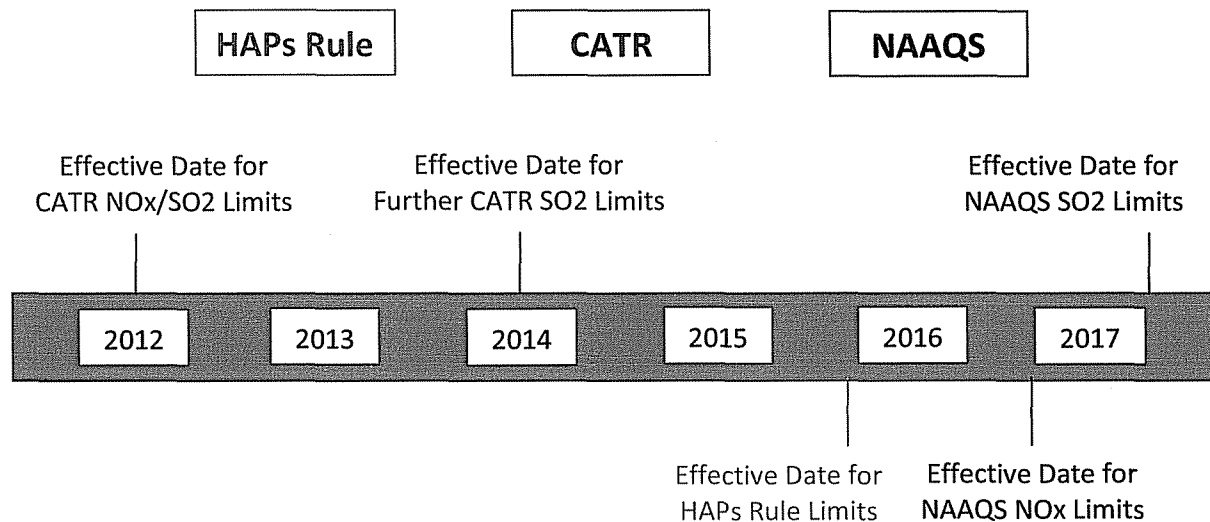 HAPs Rule
CATR
NAAQS
Effective Date for
CATR NOx/SO2 Limits
Effective Date for
Further CATR SO2 Limits
Effective Date for
NAAQS SO2 Limits
2012
2013
2014
2015
2016
2017
Effective Date for
HAPs Rule Limits
Effective Date for
NAAQS NOx Limits